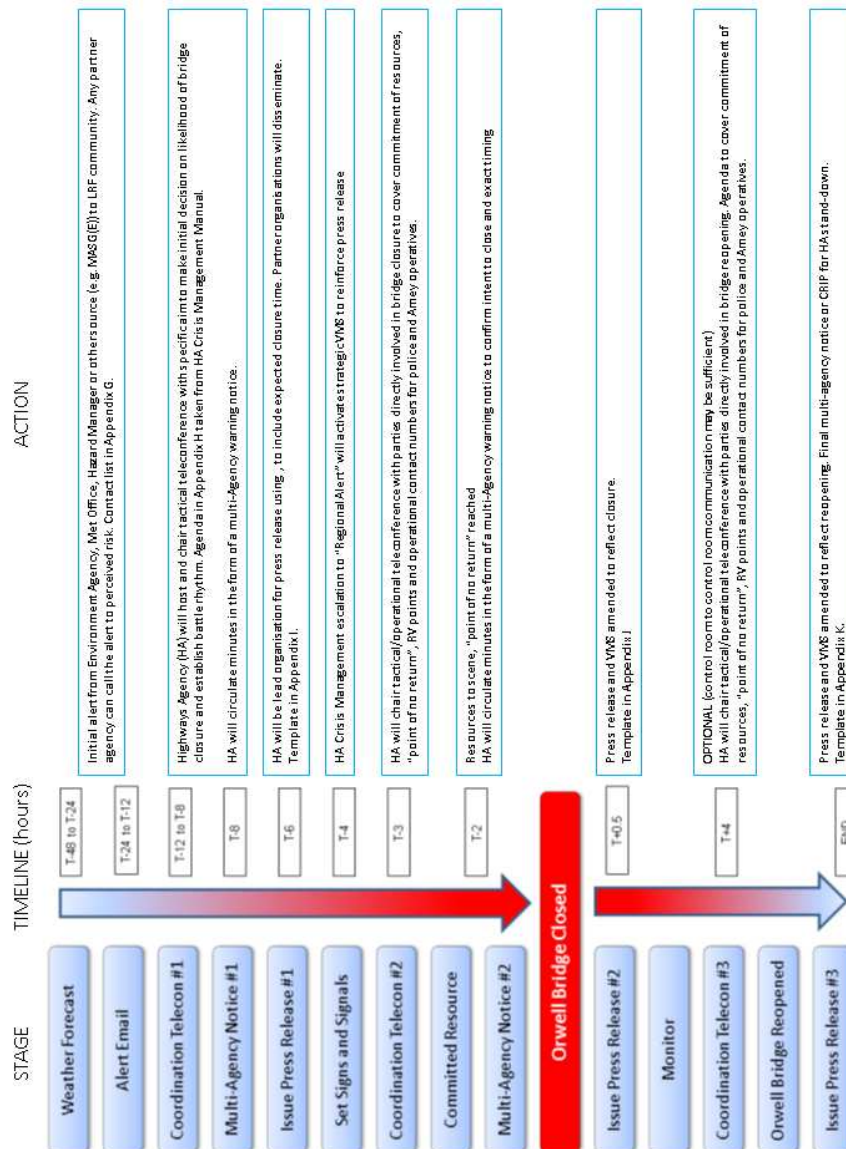 STAGE
TIMELINE (hours)
ACTION
Weather Forecast
T-48 to T-24
Alert Email
T-24 to T-12
Initial alert from Environment Agency, Met Office, Hazard Manager or other source (e.g. MASG(E)) to LRF community. Any partner
agency can call the alert to perceived risk. Contact list in Appendix G.
Coordination Telecon #1
T-12 to T-8
Highways Agency (HA) will host and chair tactical teleconference with specific aim to make initial decision on likelihood of bridge
closure and establish battle rhythm. Agenda in Appendix H taken from HA Crisis Management Manual.
Multi-Agency Notice #1
T-8
HA will circulate minutes in the form of a multi-Agency warning notice.
Issue Press Release #1
T-6
HA will be lead organisation for press release using , to include expected closure time. Partner organisations will disseminate.
Template in Appendix I.
Set Signs and Signals
T-4
HA Crisis Management escalation to "Regional Alert" will activate strategic VMS to reinforce press release
Coordination Telecon #2
T-3
HA will chair tactical/operational teleconference with parties directly involved in bridge closure to cover commitment of resources,
"point of no return", RV points and operational contact numbers for police and Amey operatives.
Committed Resource
T-2
Resources to scene, "point of no return" reached
HA will circulate minutes in the form of a multi-Agency warning notice to confirm intent to close and exact timing
Multi-Agency Notice #2
Orwell Bridge Closed
Issue Press Release #2
T+0.5
Press release and VMS amended to reflect closure.
Template in Appendix J
Monitor
Coordination Telecon #3
T+4
OPTIONAL (control room to control room communication may be sufficient)
HA will chair tactical/operational teleconference with parties directly involved in bridge reopening. Agenda to cover commitment of
resources, "point of no return", RV points and operational contact numbers for police and Amey operatives.
Orwell Bridge Reopened
Issue Press Release #3
END
Press release and VMS amended to reflect reopening. Final multi-agency notice or CRIP for HA stand-down.
Template in Appendix K.